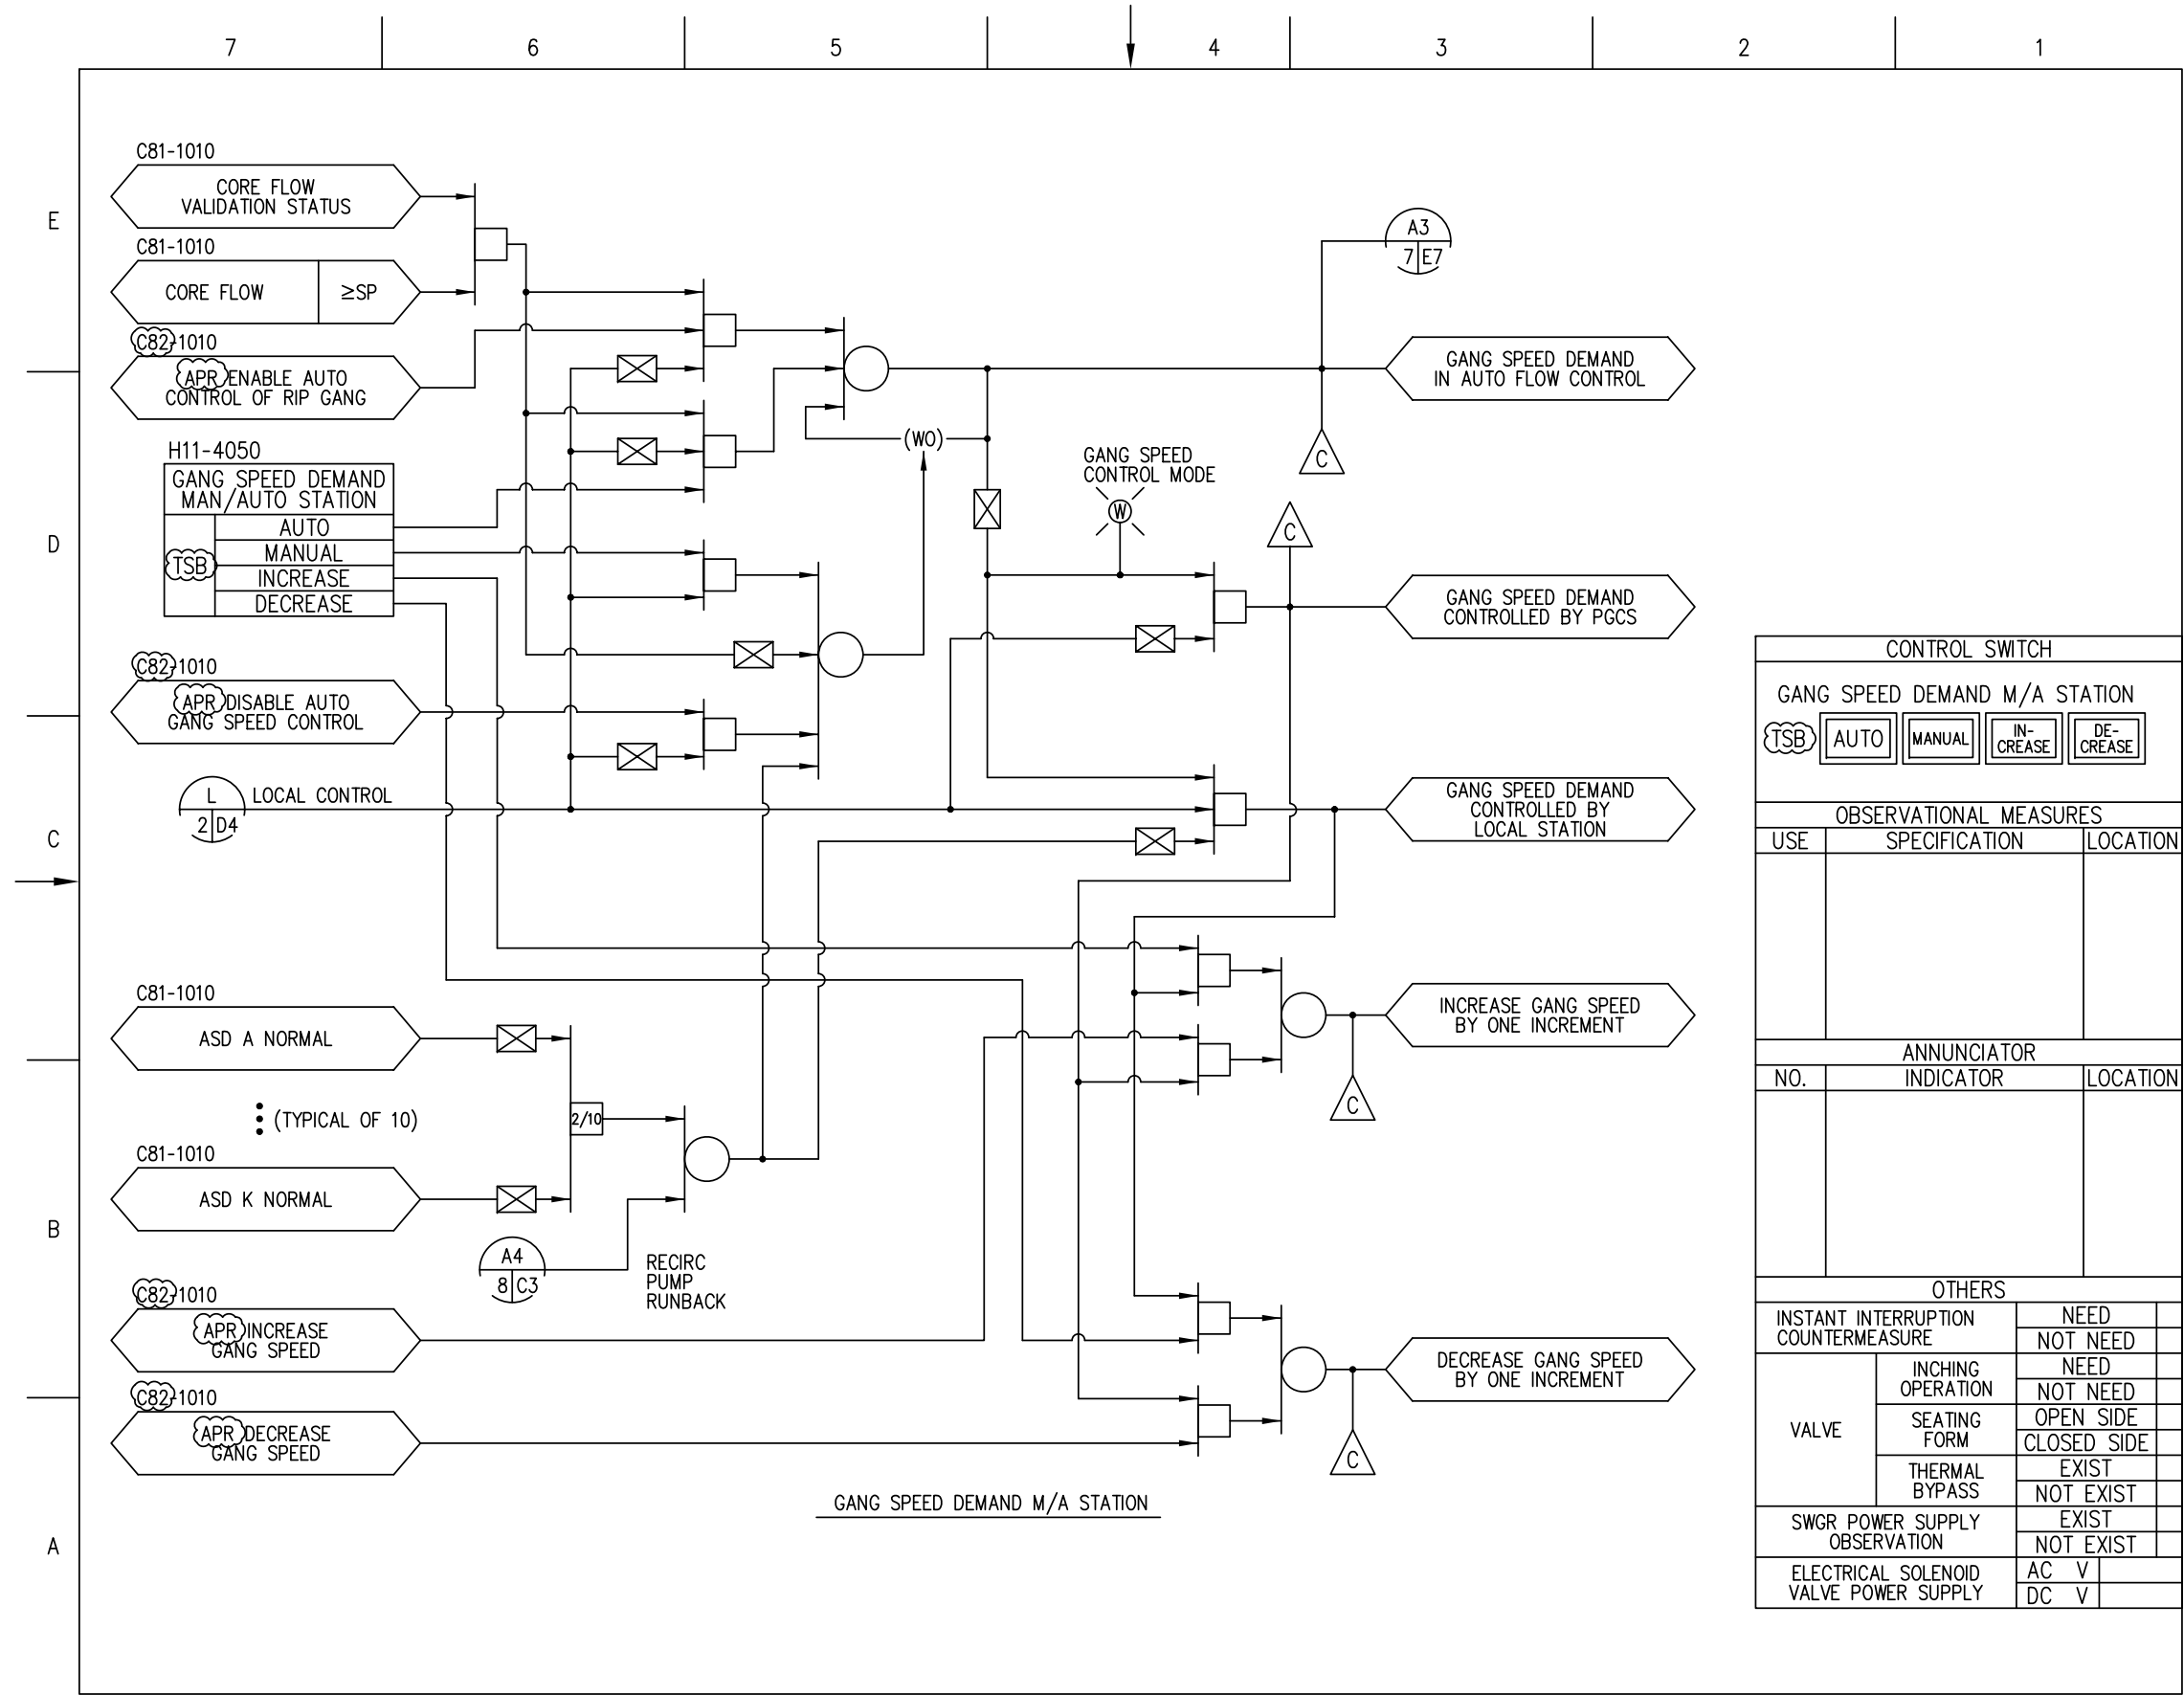 7 6 5 4 3 2 1
E
D
C
B
A
C81-1010
CORE FLOW
VALIDATION STATUS
C81-1010
CORE FLOW ≥SP
C82-1010
APR ENABLE AUTO
CONTROL OF RIP GANG
H11-4050
GANG SPEED DEMAND
MAN/AUTO STATION
TSB
AUTO
MANUAL
INCREASE
DECREASE
C82-1010
APR DISABLE AUTO
GANG SPEED CONTROL
L
2 D4
LOCAL CONTROL
C81-1010
ASD A NORMAL
(TYPICAL OF 10)
C81-1010
ASD K NORMAL
2/10
A4
8 C3
RECIRC
PUMP
RUNBACK
C82-1010
APR INCREASE
GANG SPEED
C82-1010
APR DECREASE
GANG SPEED
(WO)
GANG SPEED
CONTROL MODE
W
A3
7 E7
GANG SPEED DEMAND
IN AUTO FLOW CONTROL
C
C
GANG SPEED DEMAND
CONTROLLED BY PGCS
GANG SPEED DEMAND
CONTROLLED BY
LOCAL STATION
INCREASE GANG SPEED
BY ONE INCREMENT
C
DECREASE GANG SPEED
BY ONE INCREMENT
C
GANG SPEED DEMAND M/A STATION
CONTROL SWITCH
GANG SPEED DEMAND M/A STATION
TSB
AUTO
MANUAL
IN-
CREASE
DE-
CREASE
OBSERVATIONAL MEASURES
USE SPECIFICATION LOCATION
ANNUNCIATOR
NO. INDICATOR LOCATION
OTHERS
INSTANT INTERRUPTION
COUNTERMEASURE
NEED
NOT NEED
VALVE
INCHING
OPERATION
NEED
NOT NEED
SEATING
FORM
OPEN SIDE
CLOSED SIDE
THERMAL
BYPASS
EXIST
NOT EXIST
SWGR POWER SUPPLY
OBSERVATION
EXIST
NOT EXIST
ELECTRICAL SOLENOID
VALVE POWER SUPPLY
AC V
DC V